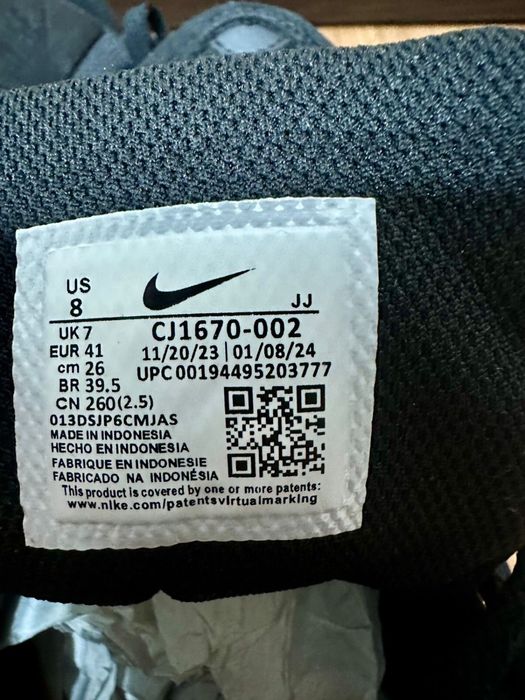 US
8
JJ
UK 7
CJ1670-002
EUR 41
11/20/23 | 01/08/24
cm 26
UPC 00194495203777
BR 39.5
CN 260(2.5)
013DSJP6CMJAS
MADE IN INDONESIA
HECHO EN INDONESIA
FABRIQUE EN INDONESIE
FABRICADO NA INDONÉSIA
This product is covered by one or more patents:
www.nike.com/patentsvirtualmarking